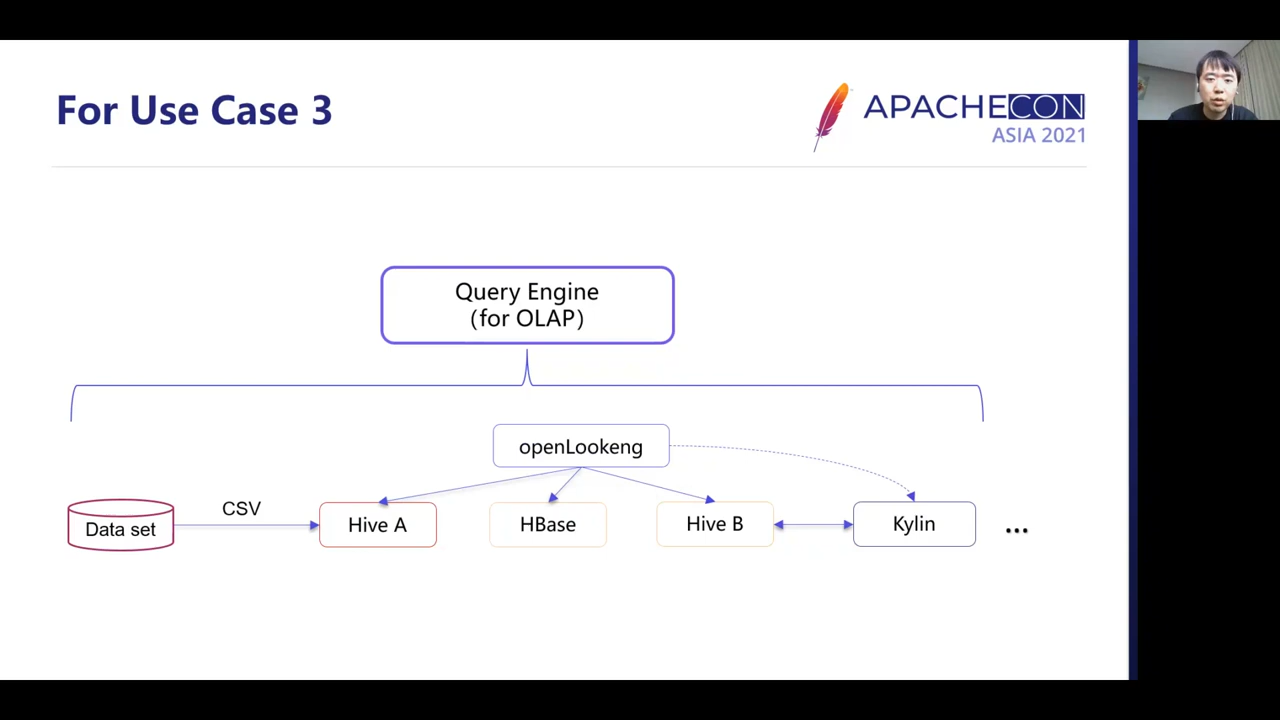 For Use Case 3
APACHECON
ASIA 2021
Query Engine
(for OLAP)
openLookeng
Data set
CSV
Hive A
HBase
Hive B
Kylin
...